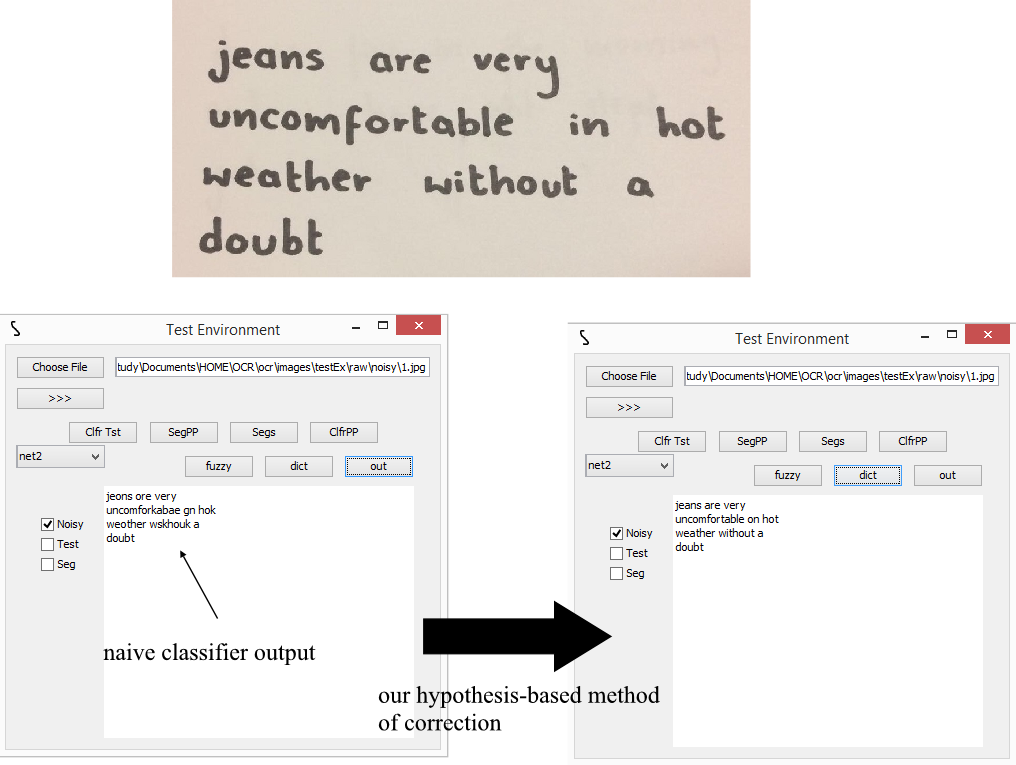 jeans are very
uncomfortable in hot
weather without a
doubt
Test Environment
Choose File
tudy\Documents\HOME\OCR\ocr\images\testEx\raw\noisy\1.jpg
>>>
Clfr Tst SegPP Segs ClfrPP
net2
fuzzy dict out
jeons ore very
uncomforkabae gn hok
weother wskhouk a
doubt
Noisy
Test
Seg
naive classifier output
Test Environment
Choose File
tudy\Documents\HOME\OCR\ocr\images\testEx\raw\noisy\1.jpg
>>>
Clfr Tst SegPP Segs ClfrPP
net2
fuzzy dict out
jeans are very
uncomfortable on hot
weather without a
doubt
Noisy
Test
Seg
our hypothesis-based method
of correction